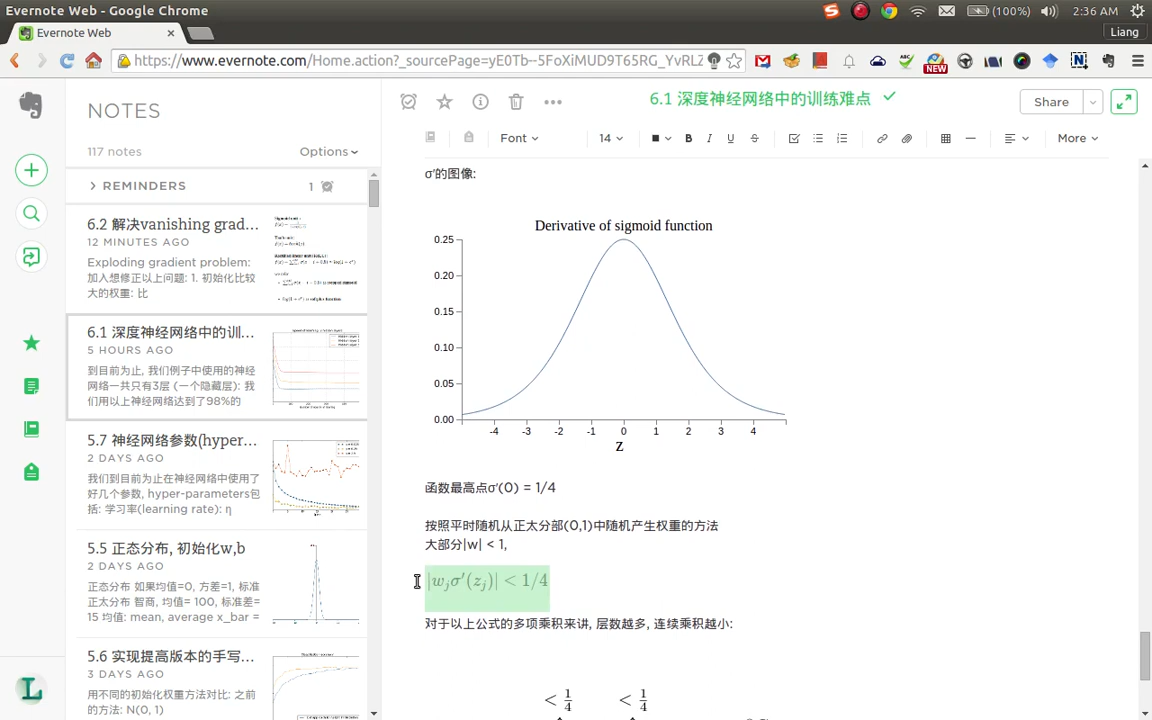 Evernote Web - Google Chrome
(100%)
2:36 AM
Evernote Web
Liang
https://www.evernote.com/Home.action?_sourcePage=yE0Tb--5FoXiMUD9T65RG_YvRLZ
NEW
NOTES
117 notes
Options
REMINDERS
1
6.2 解决vanishing grad...
12 MINUTES AGO
Exploding gradient problem:
加入想修正以上问题: 1. 初始化比较
大的权重: 比
6.1 深度神经网络中的训...
5 HOURS AGO
到目前为止, 我们例子中使用的神经
网络一共只有3层 (一个隐藏层): 我
们用以上神经网络达到了98%的
5.7 神经网络参数(hyper...
2 DAYS AGO
我们到目前为止在神经网络中使用了
好几个参数, hyper-parameters包
括: 学习率(learning rate): η
5.5 正态分布, 初始化w,b
2 DAYS AGO
正态分布 如果均值=0, 方差=1, 标准
正太分布 智商, 均值= 100, 标准差=
15 均值: mean, average x_bar =
5.6 实现提高版本的手写...
3 DAYS AGO
用不同的初始化权重方法对比: 之前
的方法: N(0, 1)
6.1 深度神经网络中的训练难点
Share
Font
14
B I U
More
σ'的图像:
Derivative of sigmoid function
0.25
0.20
0.15
0.10
0.05
0.00
-4 -3 -2 -1 0 1 2 3 4
z
函数最高点σ'(0) = 1/4
按照平时随机从正太分部(0,1)中随机产生权重的方法
大部分|w| < 1,
|w_jσ'(z_j)| < 1/4
对于以上公式的多项乘积来讲, 层数越多, 连续乘积越小:
< 1/4 < 1/4